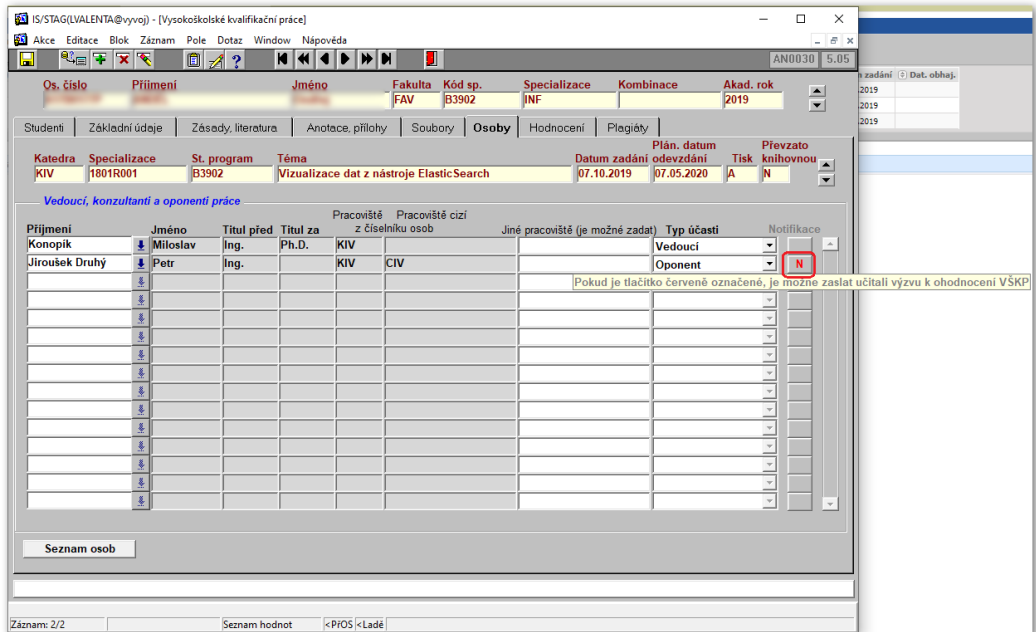 IS/STAG(LVALENTA@vyvoj) - [Vysokoškolské kvalifikační práce]
Akce Editace Blok Záznam Pole Dotaz Window Nápověda
AN0030 5.05
Os. číslo Příjmení Jméno Fakulta Kód sp. Specializace Kombinace Akad. rok
FAV B3902 INF 2019
zadání Dat. obhaj.
.2019
.2019
.2019
Studenti Základní údaje Zásady, literatura Anotace, přílohy Soubory Osoby Hodnocení Plagiáty
Plán. datum Převzato
Katedra Specializace St. program Téma Datum zadání odevzdání Tisk knihovnou
KIV 1801R001 B3902 Vizualizace dat z nástroje ElasticSearch 07.10.2019 07.05.2020 A N
Vedoucí, konzultanti a oponenti práce
Pracoviště Pracoviště cizí
Příjmení Jméno Titul před Titul za z číselníku osob Jiné pracoviště (je možné zadat) Typ účasti Notifikace
Konopík Miloslav Ing. Ph.D. KIV Vedoucí
Jiroušek Druhý Petr Ing. KIV CIV Oponent N
Pokud je tlačítko červeně označené, je možné zaslat učitali výzvu k ohodnocení VŠKP
Seznam osob
Záznam: 2/2 Seznam hodnot <PřOS <Ladě